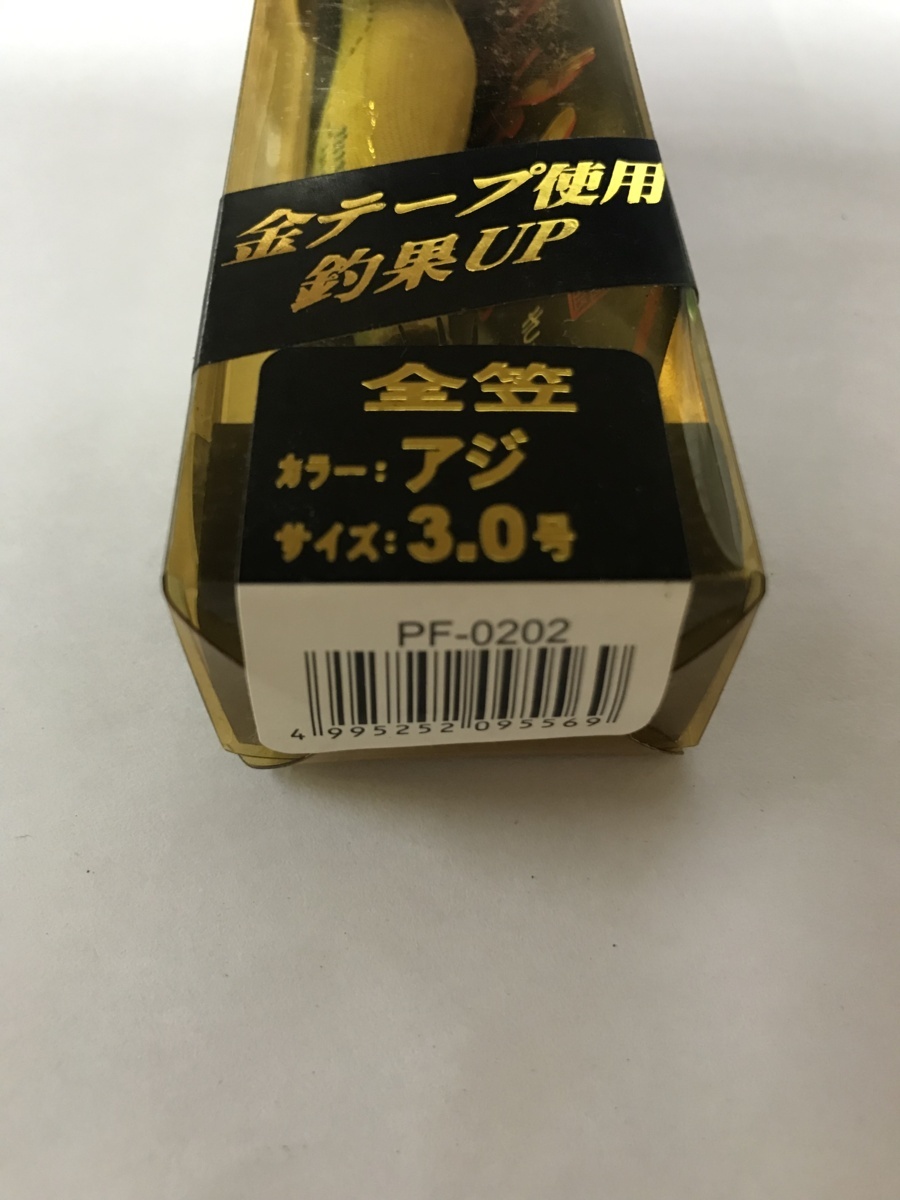 金テープ使用
釣果UP
全笠
カラー：アジ
サイズ：3.0号
PF-0202
4 995252 095569